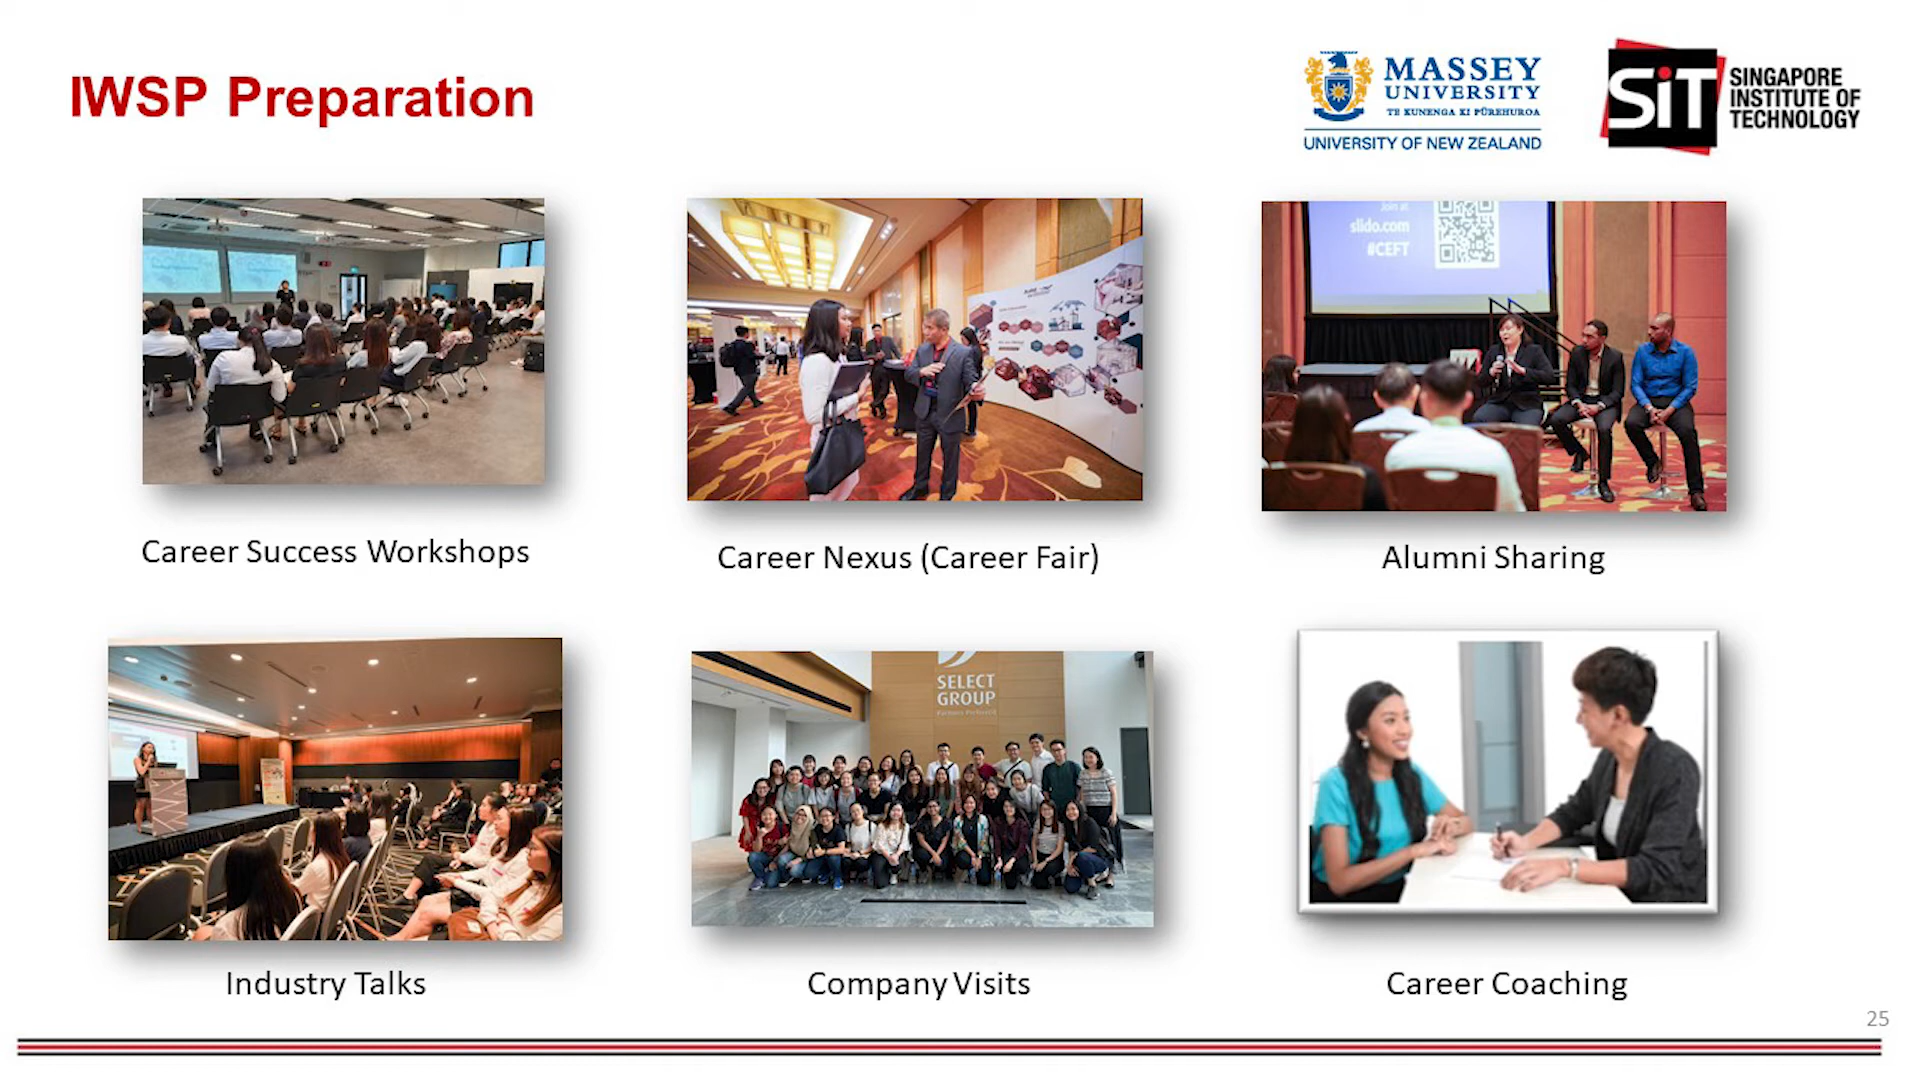 IWSP Preparation
MASSEY
UNIVERSITY
TE KUNENGA KI PŪREHUROA
UNIVERSITY OF NEW ZEALAND
SiT
SINGAPORE
INSTITUTE OF
TECHNOLOGY
Join at
slido.com
#CEFT
Career Success Workshops
Career Nexus (Career Fair)
Alumni Sharing
SELECT
GROUP
Industry Talks
Company Visits
Career Coaching
25